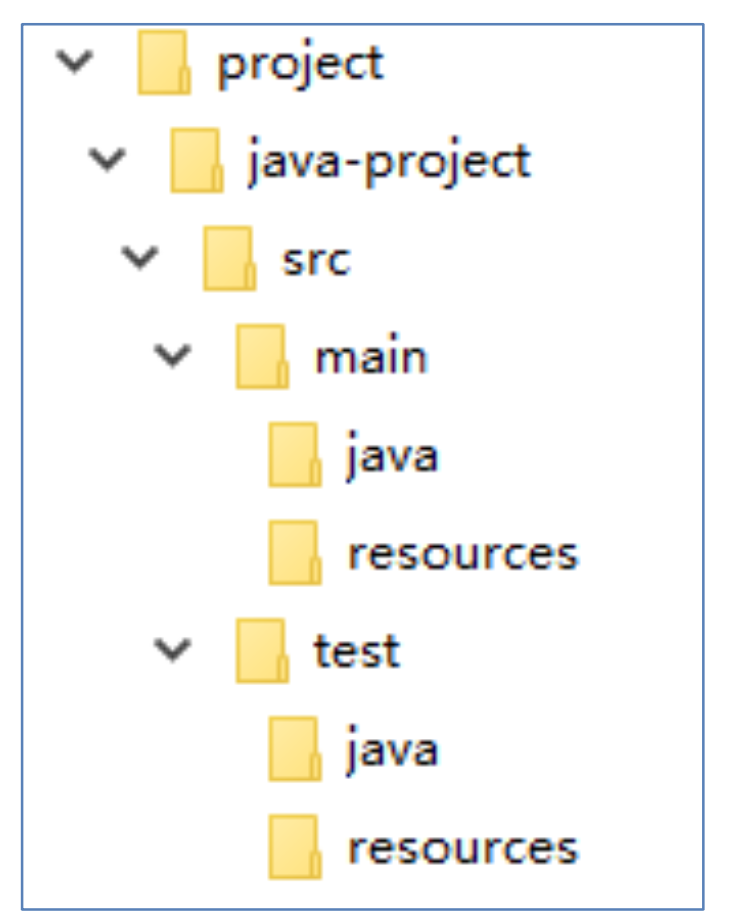 project
java-project
src
main
java
resources
test
java
resources